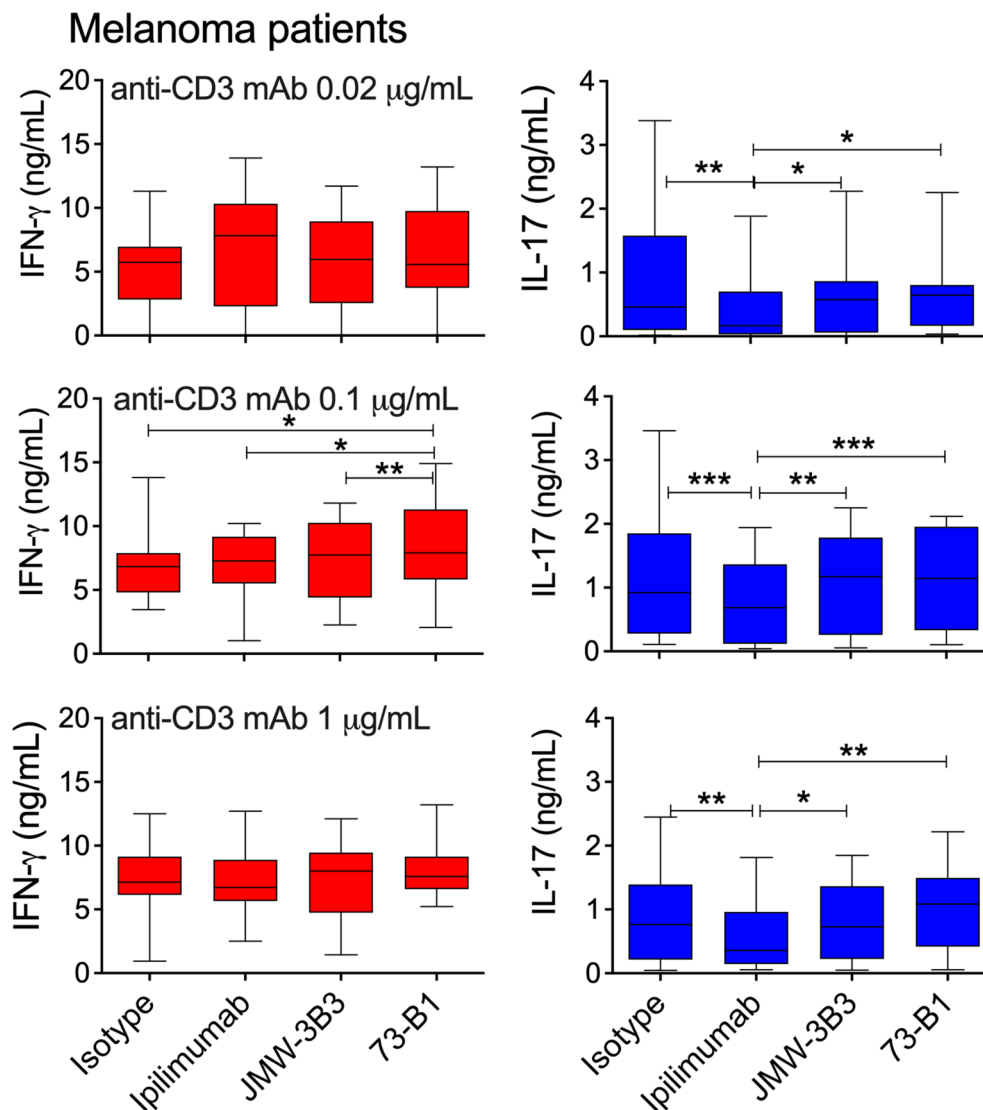 Melanoma patients
anti-CD3 mAb 0.02 μg/mL
IFN-γ (ng/mL)
20
15
10
5
0
IL-17 (ng/mL)
4
3
2
1
0
**
*
*
anti-CD3 mAb 0.1 μg/mL
IFN-γ (ng/mL)
20
15
10
5
0
*
*
**
IL-17 (ng/mL)
4
3
2
1
0
***
***
**
anti-CD3 mAb 1 μg/mL
IFN-γ (ng/mL)
20
15
10
5
0
IL-17 (ng/mL)
4
3
2
1
0
**
**
*
Isotype
Ipilimumab
JMW-3B3
73-B1
Isotype
Ipilimumab
JMW-3B3
73-B1